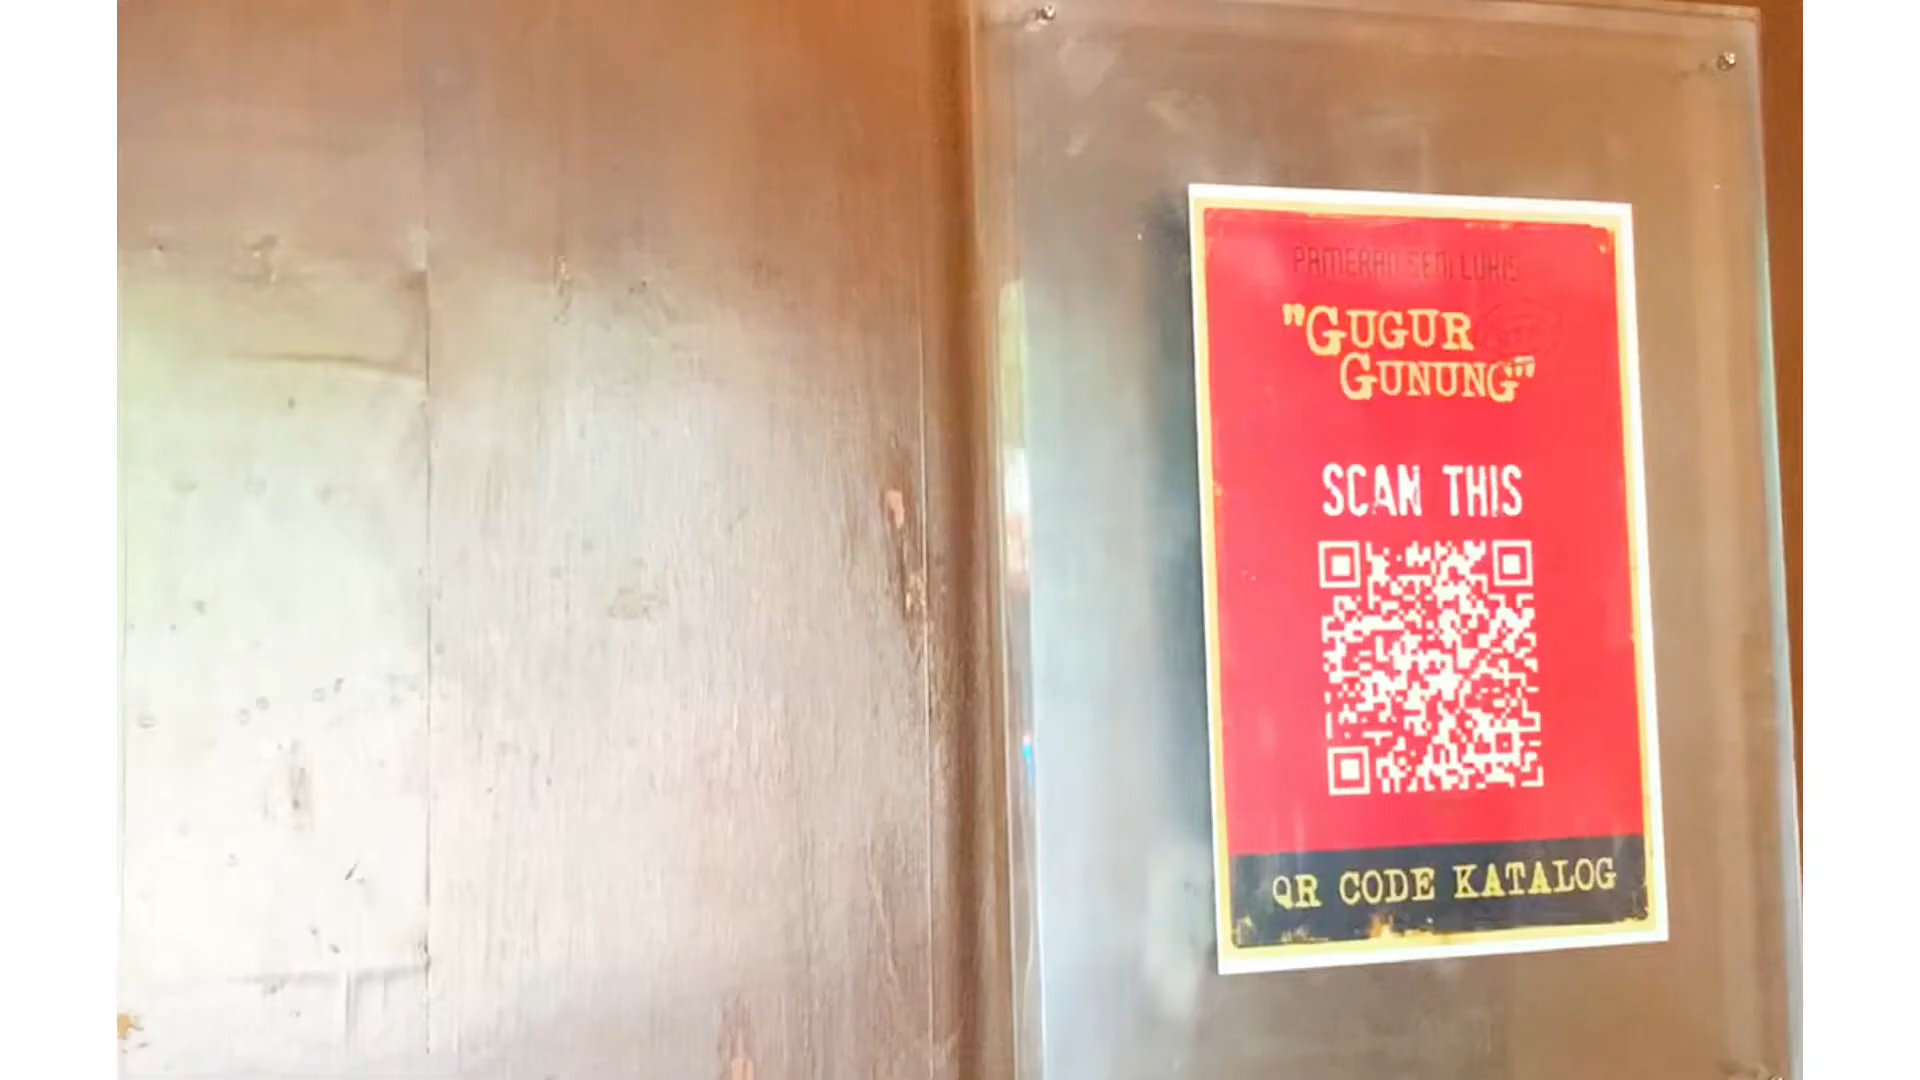 PAMERAN SENI LUKIS
"GUGUR
GUNUNG"
SCAN THIS
QR CODE KATALOG